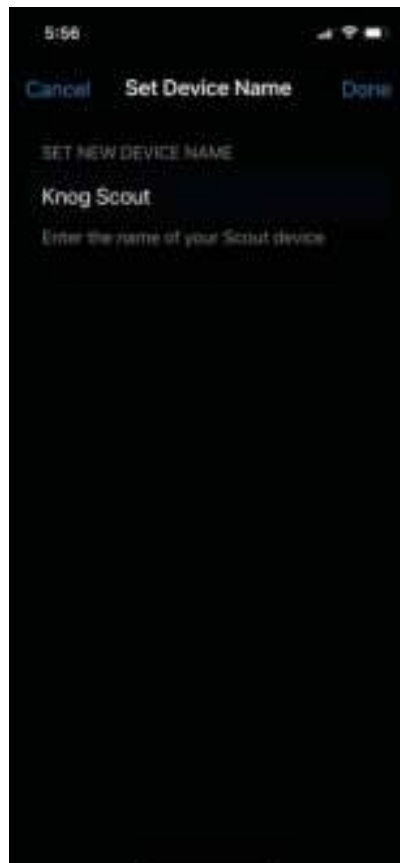 5:56
Cancel Set Device Name Done
SET NEW DEVICE NAME
Knog Scout
Enter the name of your Scout device